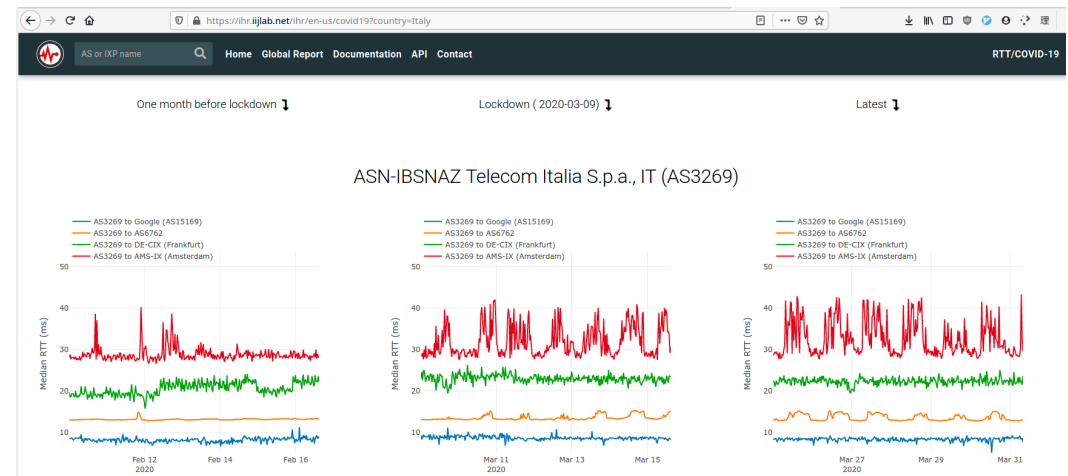 https://ihr.iijlab.net/ihr/en-us/covid19?country=Italy
AS or IXP name
Home Global Report Documentation API Contact
RTT/COVID-19
One month before lockdown
Lockdown ( 2020-03-09)
Latest
ASN-IBSNAZ Telecom Italia S.p.a., IT (AS3269)
AS3269 to Google (AS15169)
AS3269 to AS6762
AS3269 to DE-CIX (Frankfurt)
AS3269 to AMS-IX (Amsterdam)
Median RTT (ms)
50
40
30
20
10
Feb 12
2020
Feb 14
Feb 16
AS3269 to Google (AS15169)
AS3269 to AS6762
AS3269 to DE-CIX (Frankfurt)
AS3269 to AMS-IX (Amsterdam)
Median RTT (ms)
50
40
30
20
10
Mar 11
2020
Mar 13
Mar 15
AS3269 to Google (AS15169)
AS3269 to AS6762
AS3269 to DE-CIX (Frankfurt)
AS3269 to AMS-IX (Amsterdam)
Median RTT (ms)
50
40
30
20
10
Mar 27
2020
Mar 29
Mar 31